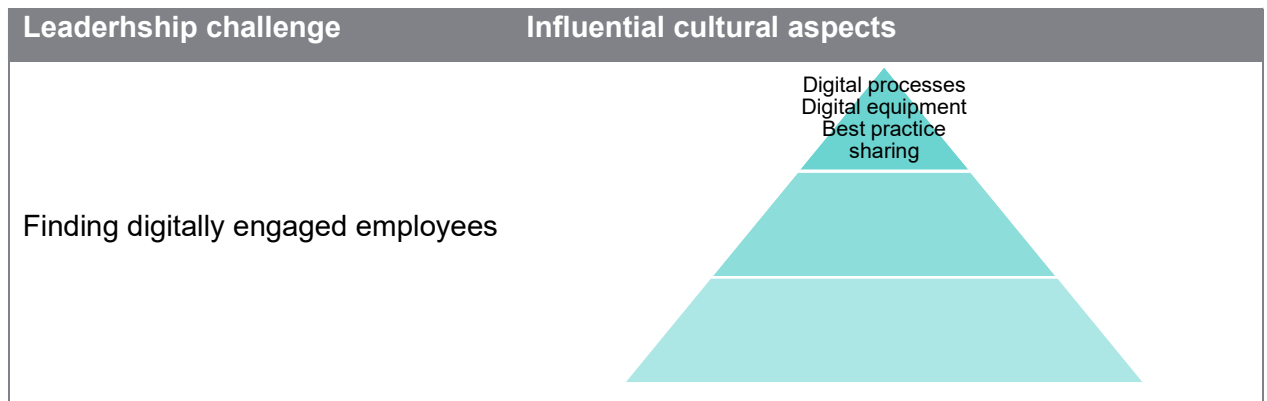 Leaderhship challenge
Influential cultural aspects
Digital processes
Digital equipment
Best practice
sharing
Finding digitally engaged employees